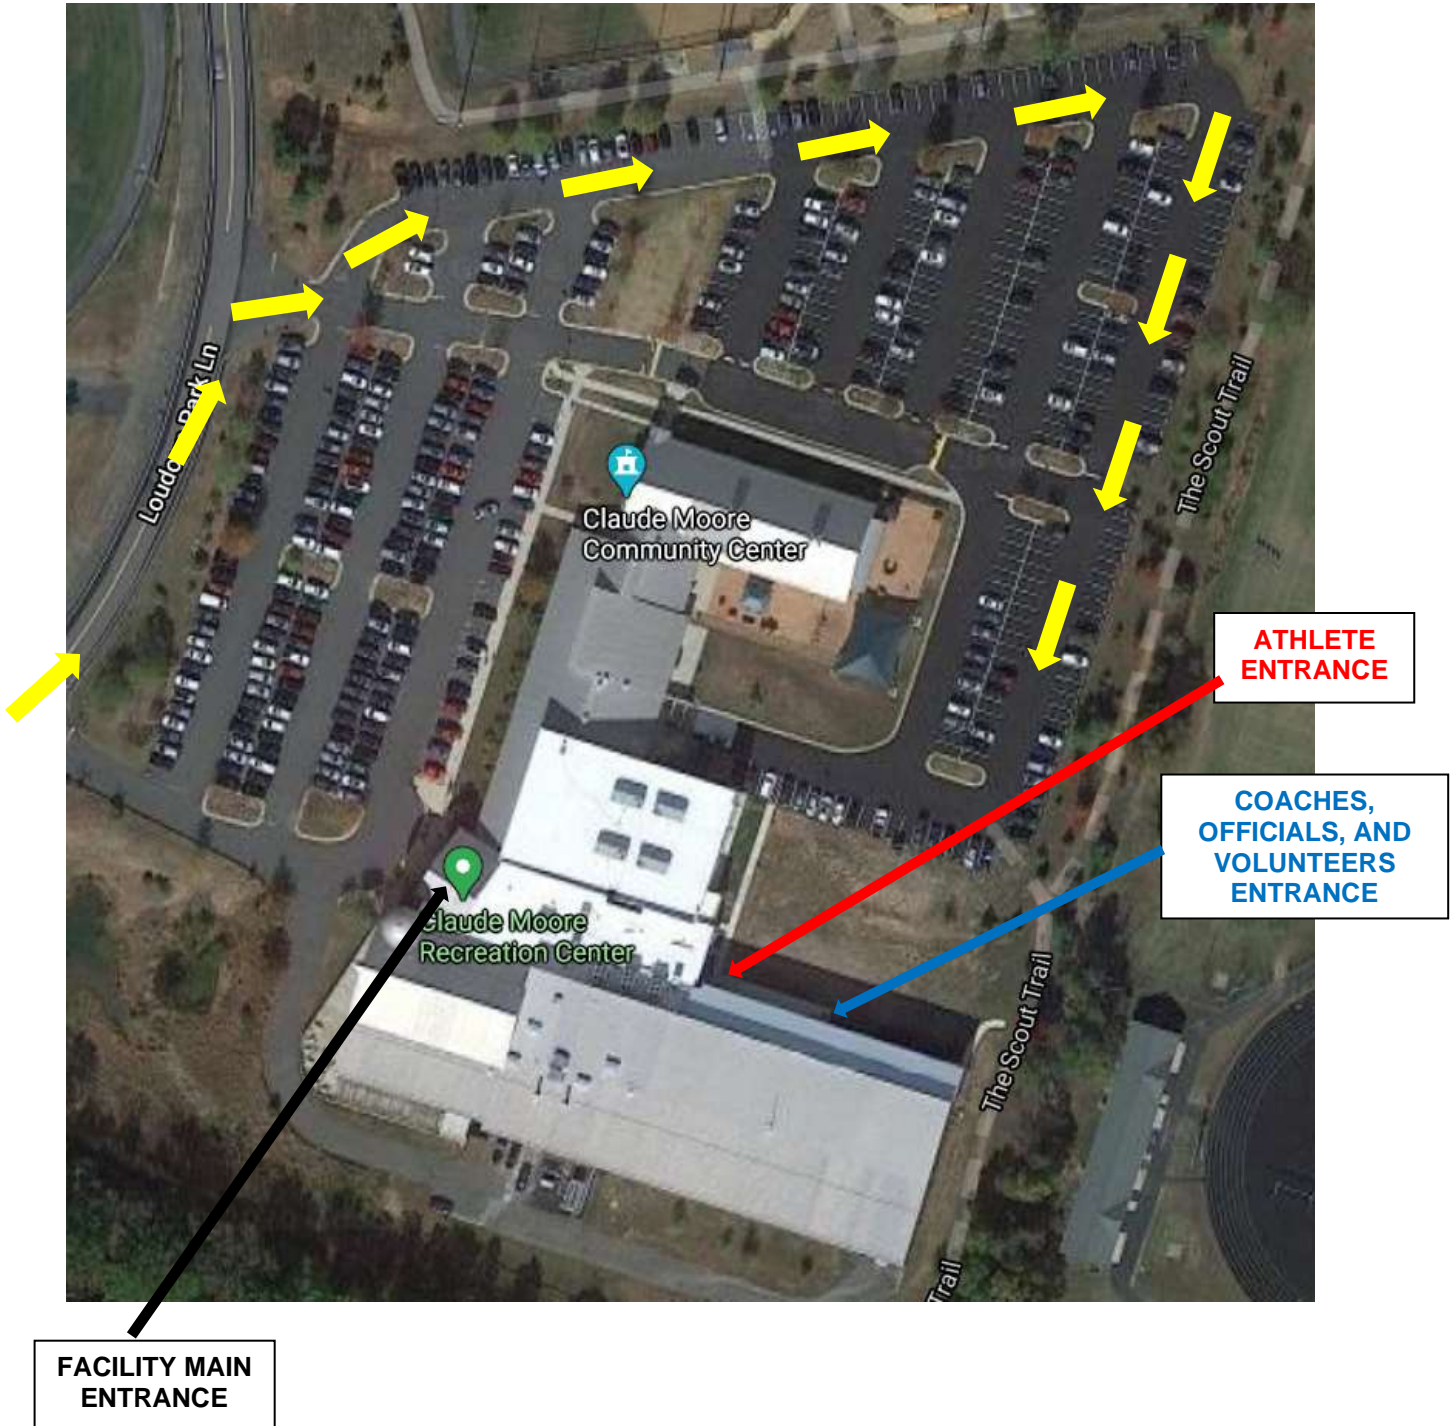 Loudoun Park Ln
The Scout Trail
Claude Moore
Community Center
ATHLETE
ENTRANCE
COACHES,
OFFICIALS, AND
VOLUNTEERS
ENTRANCE
Claude Moore
Recreation Center
The Scout Trail
Trail
FACILITY MAIN
ENTRANCE